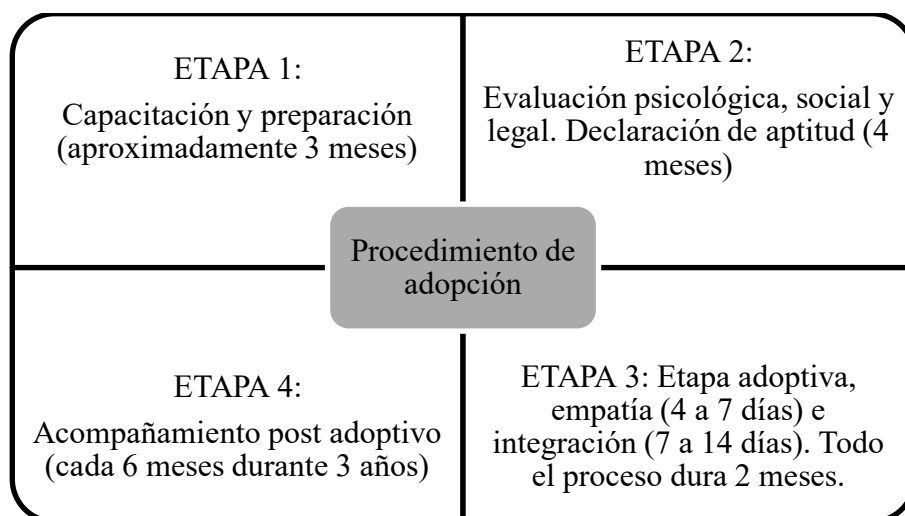 ETAPA 1:
Capacitación y preparación
(aproximadamente 3 meses)
ETAPA 2:
Evaluación psicológica, social y
legal. Declaración de aptitud (4
meses)
Procedimiento de
adopción
ETAPA 4:
Acompañamiento post adoptivo
(cada 6 meses durante 3 años)
ETAPA 3: Etapa adoptiva,
empatía (4 a 7 días) e
integración (7 a 14 días). Todo
el proceso dura 2 meses.